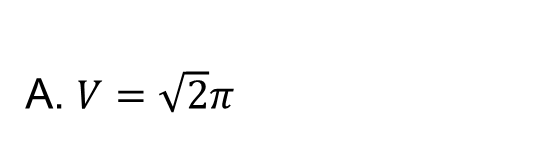 A. 𝑉 = √2𝜋